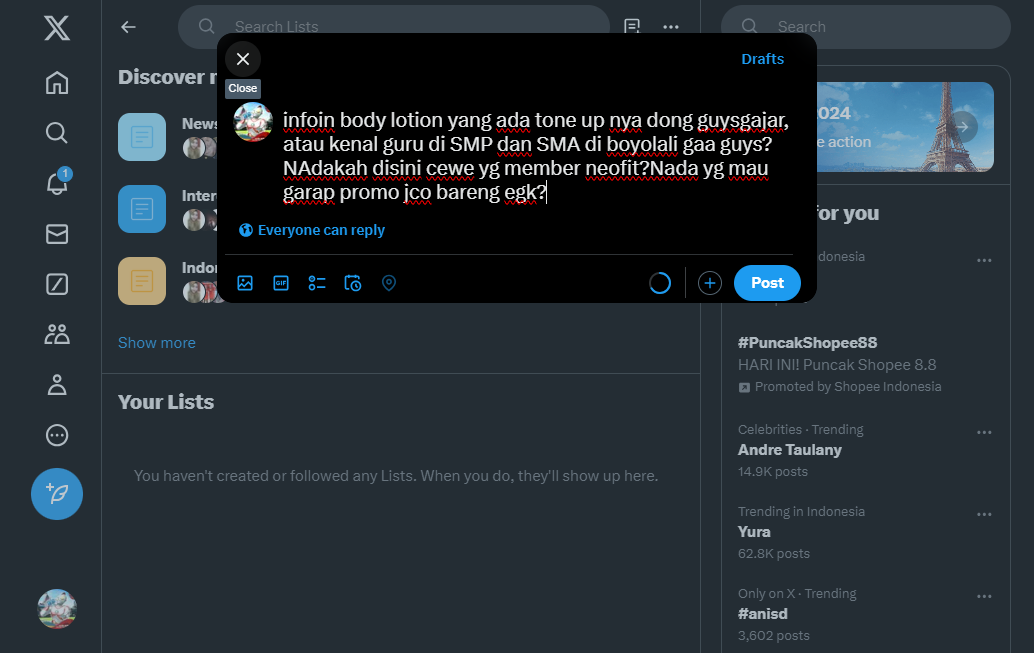 Search Lists
Search
Drafts
Close
Discover
infoin body lotion yang ada tone up nya dong guysgajar,
atau kenal guru di SMP dan SMA di boyolali gaa guys?
NAdakah disini cewe yg member neofit?Nada yg mau
garap promo jco bareng egk?
Everyone can reply
GIF
Post
1
News
Inter
Indo
Show more
Your Lists
You haven't created or followed any Lists. When you do, they'll show up here.
2024
e action
for you
donesia
#PuncakShopee88
HARI INI! Puncak Shopee 8.8
Promoted by Shopee Indonesia
Celebrities · Trending
Andre Taulany
14.9K posts
Trending in Indonesia
Yura
62.8K posts
Only on X · Trending
#anisd
3,602 posts